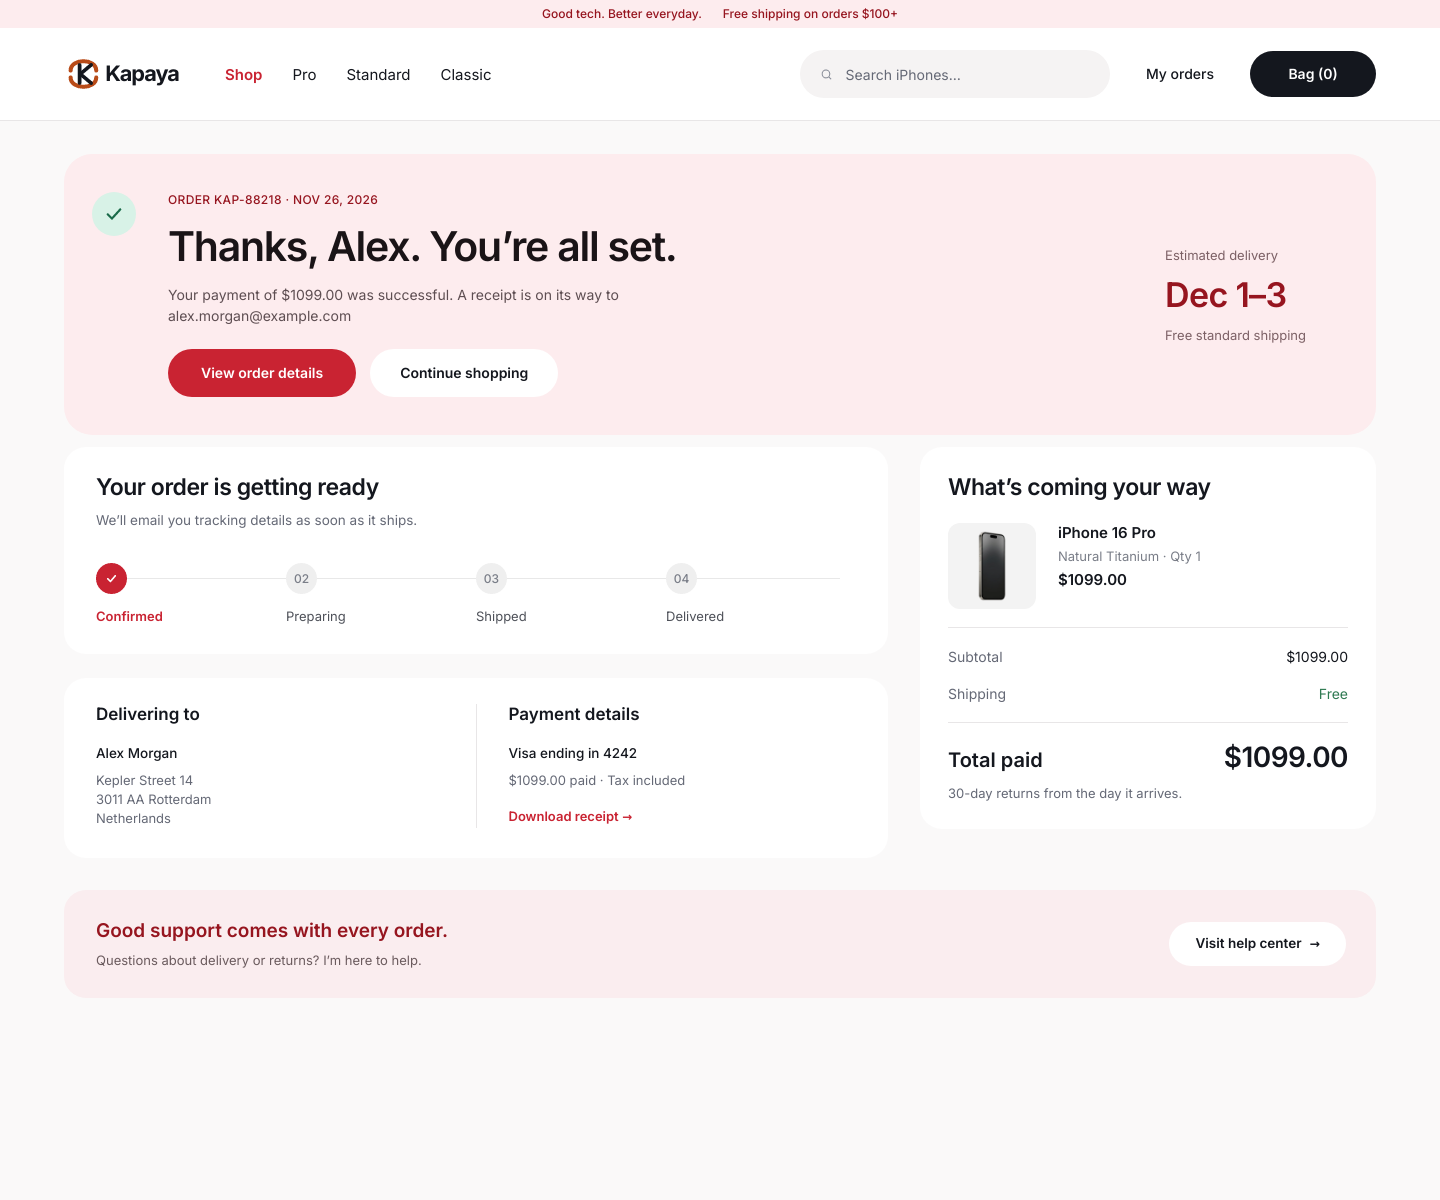 Good tech. Better everyday. Free shipping on orders $100+
Kapaya Shop Pro Standard Classic Search iPhones... My orders Bag (0)
ORDER KAP-88218 · NOV 26, 2026
Thanks, Alex. You’re all set.
Your payment of $1099.00 was successful. A receipt is on its way to
alex.morgan@example.com
View order details Continue shopping
Estimated delivery
Dec 1–3
Free standard shipping
Your order is getting ready
We’ll email you tracking details as soon as it ships.
02 03 04
Confirmed Preparing Shipped Delivered
Delivering to
Alex Morgan
Kepler Street 14
3011 AA Rotterdam
Netherlands
Payment details
Visa ending in 4242
$1099.00 paid · Tax included
Download receipt →
What’s coming your way
iPhone 16 Pro
Natural Titanium · Qty 1
$1099.00
Subtotal $1099.00
Shipping Free
Total paid $1099.00
30-day returns from the day it arrives.
Good support comes with every order.
Questions about delivery or returns? I’m here to help.
Visit help center →